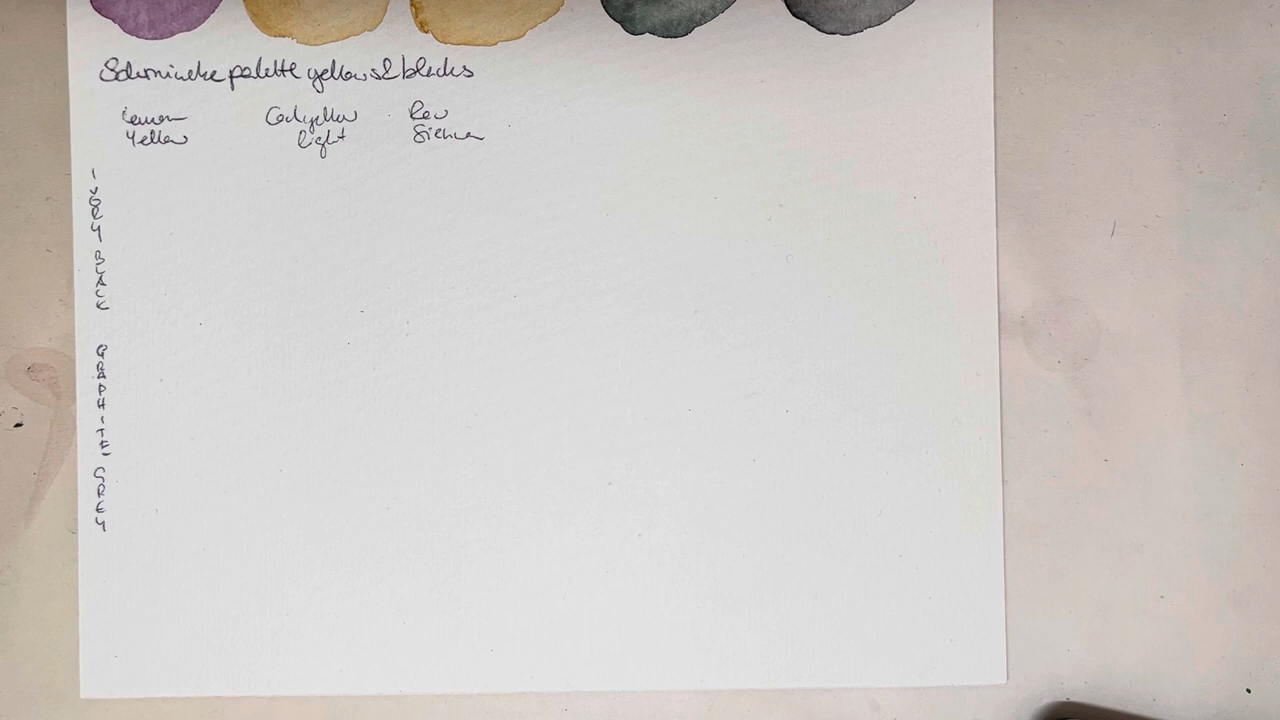 Schmincke palette yellows & blacks
Lemon Yellow
Cad yellow light
Raw Sienna
IVORY BLACK
GRAPHITE GREY